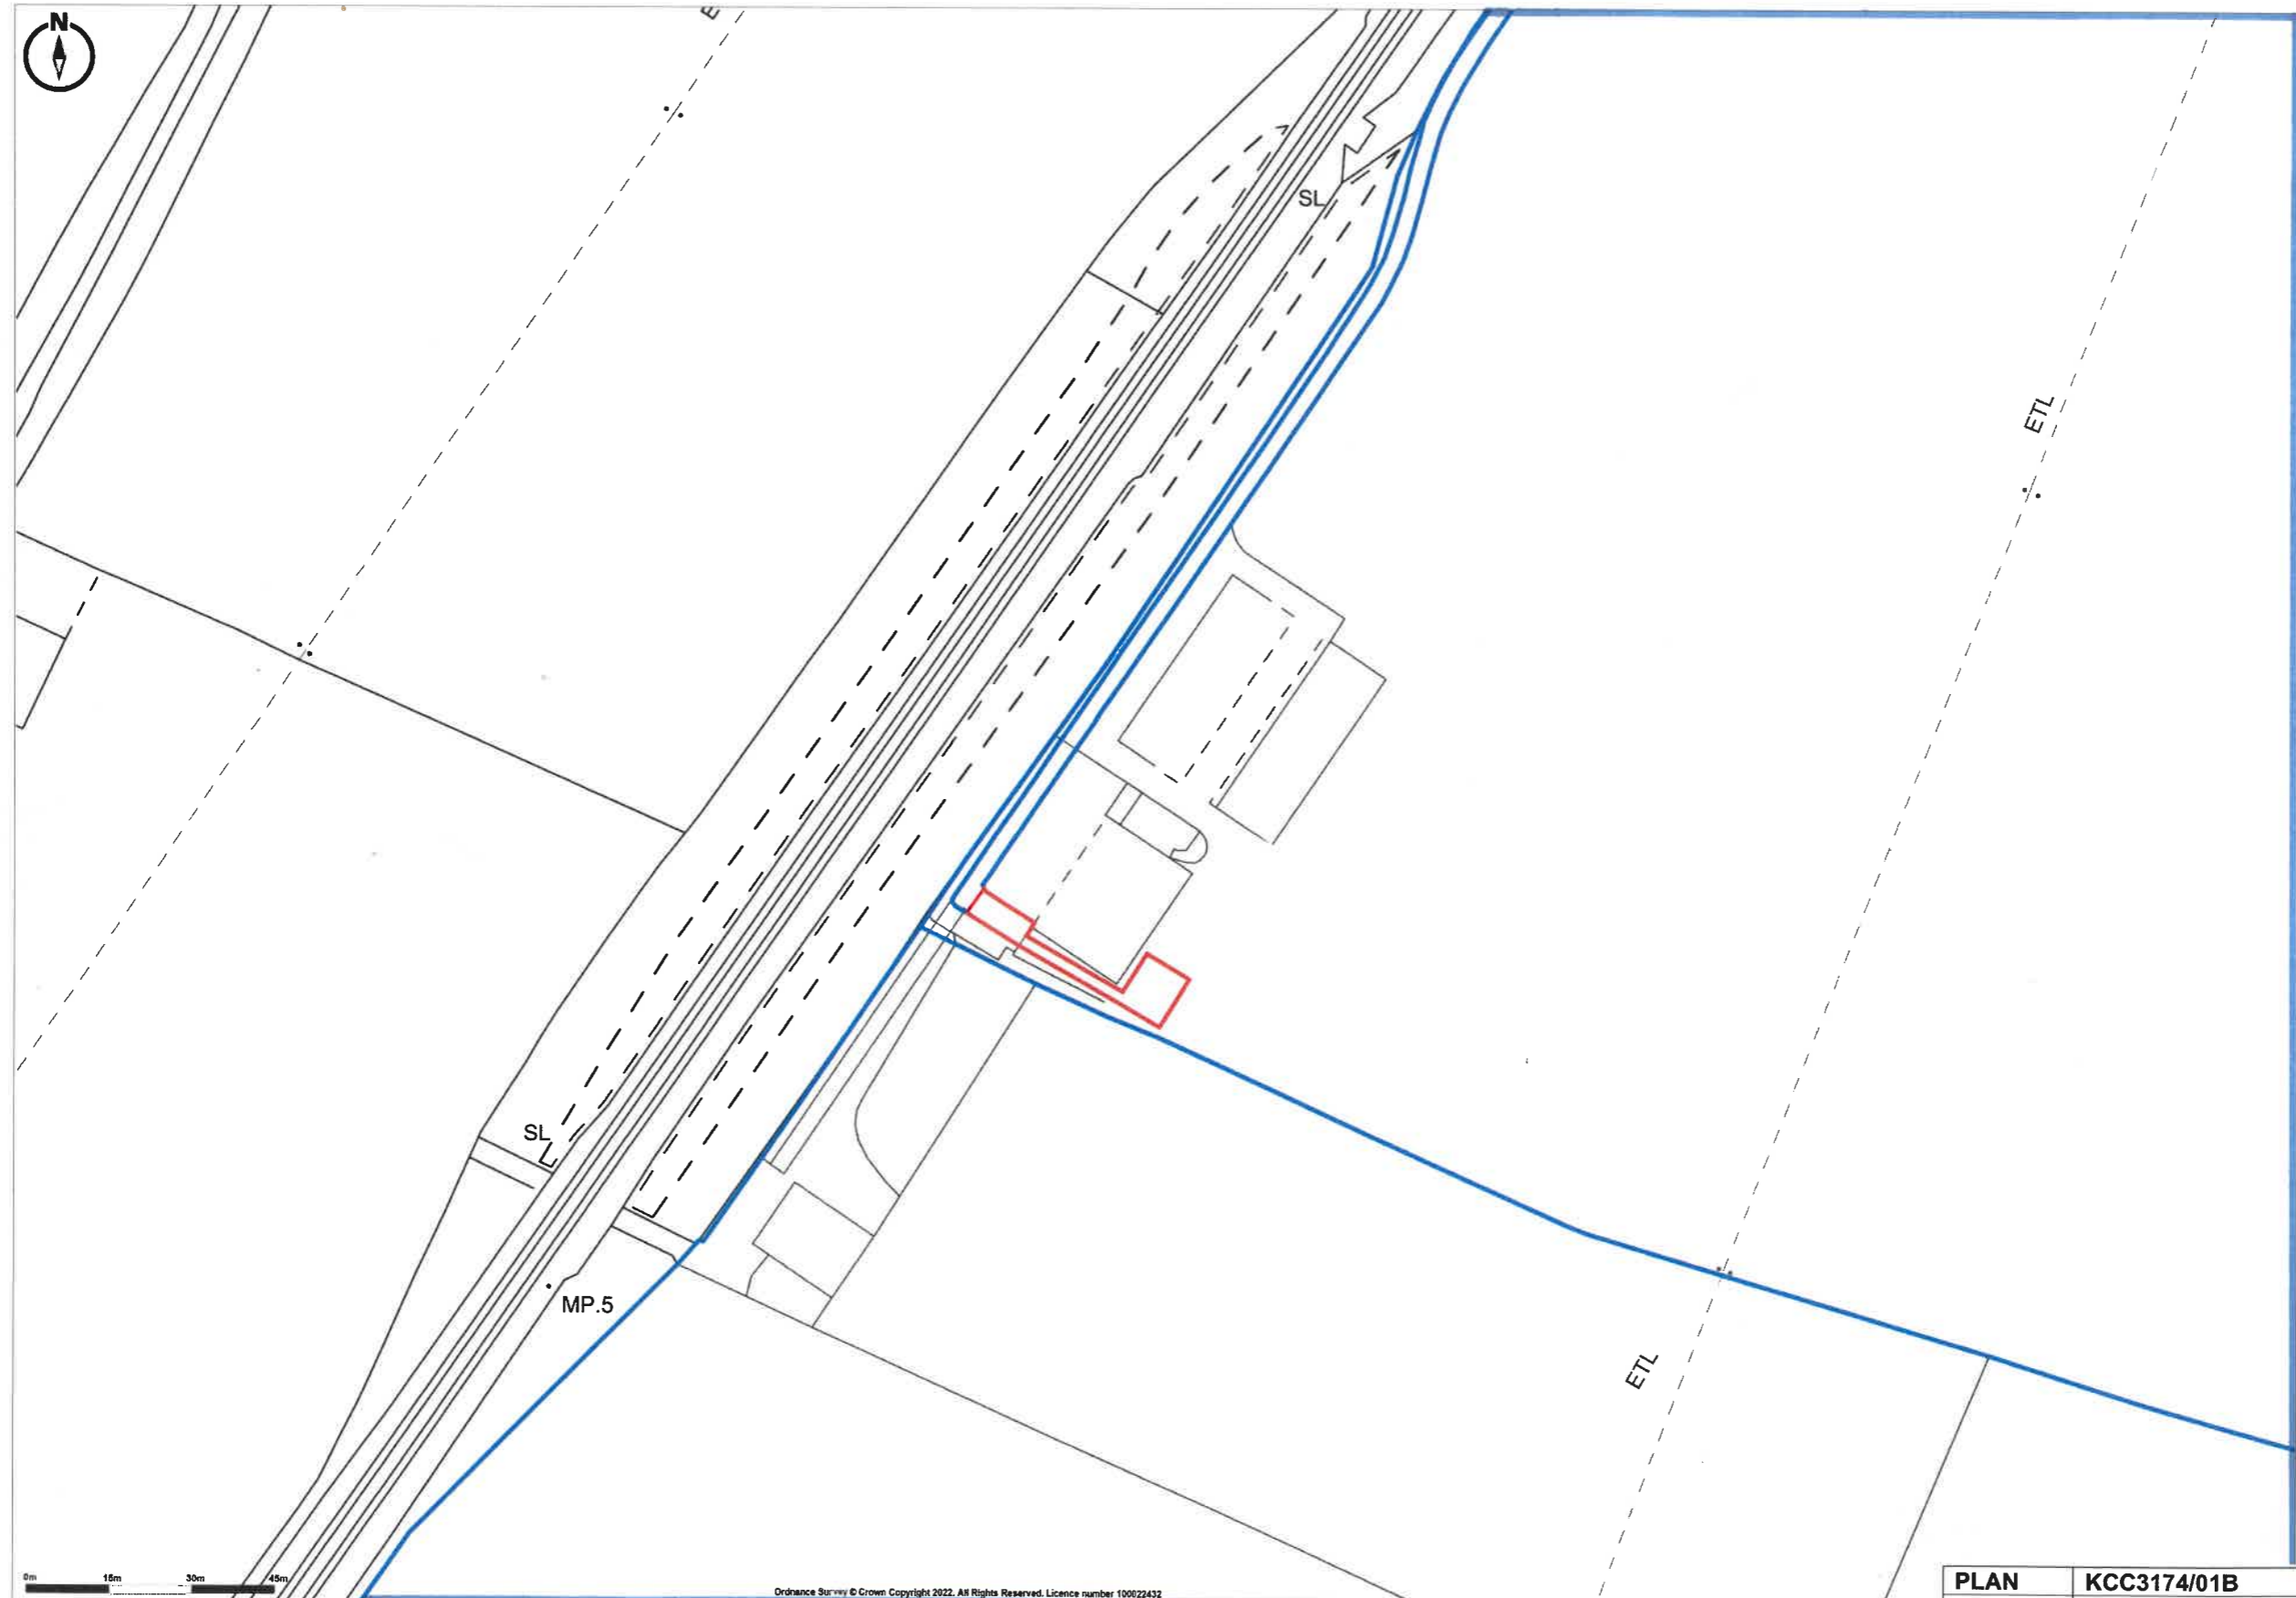 N
SL
ETL
SL
MP.5
ETL
0m 15m 30m 45m
Ordnance Survey © Crown Copyright 2022. All Rights Reserved. Licence number 100022432
PLAN KCC3174/01B